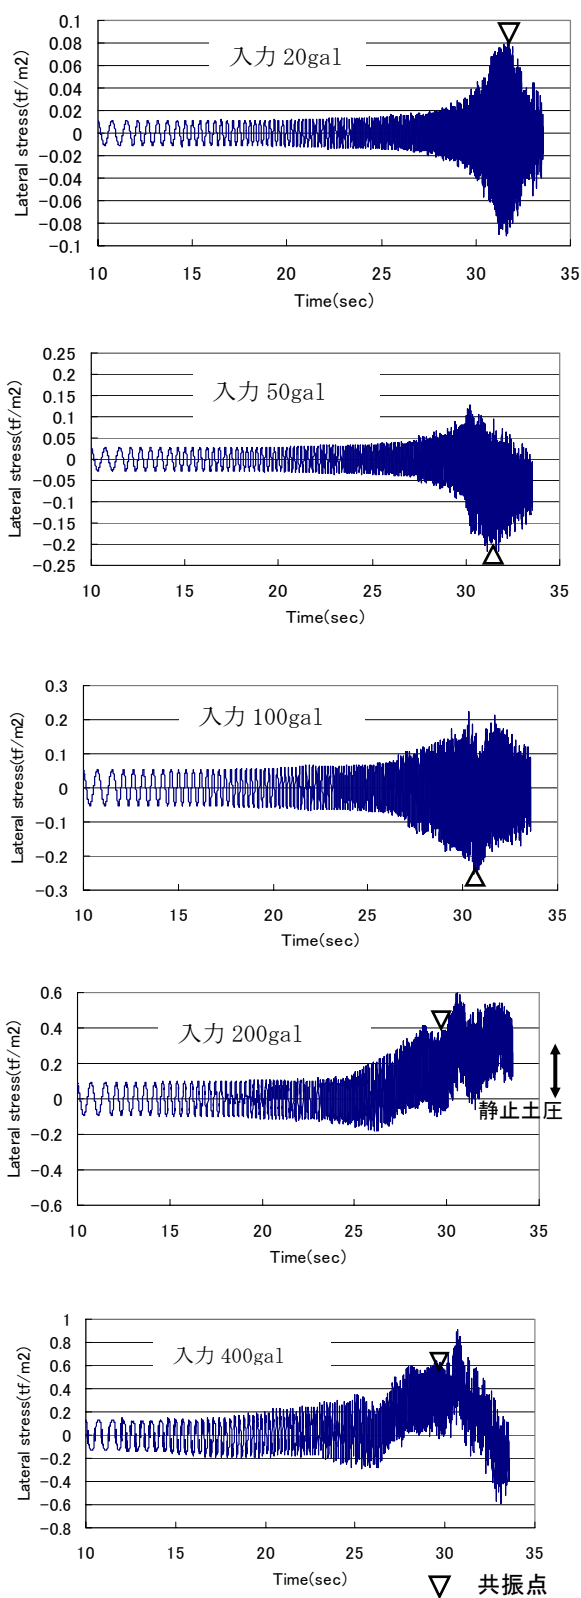 0.1
0.08
0.06
0.04
0.02
0
-0.02
-0.04
-0.06
-0.08
-0.1
Lateral stress(tf/m2)
入力 20gal
10 15 20 25 30 35
Time(sec)
0.25
0.2
0.15
0.1
0.05
0
-0.05
-0.1
-0.15
-0.2
-0.25
Lateral stress(tf/m2)
入力 50gal
10 15 20 25 30 35
Time(sec)
0.3
0.2
0.1
0
-0.1
-0.2
-0.3
Lateral stress(tf/m2)
入力 100gal
10 15 20 25 30 35
Time(sec)
0.6
0.4
0.2
0
-0.2
-0.4
-0.6
Lateral stress(tf/m2)
入力 200gal
静止土圧
10 15 20 25 30 35
Time(sec)
1
0.8
0.6
0.4
0.2
0
-0.2
-0.4
-0.6
-0.8
Lateral stress(tf/m2)
入力 400gal
10 15 20 25 30 35
Time(sec)
▽ 共振点